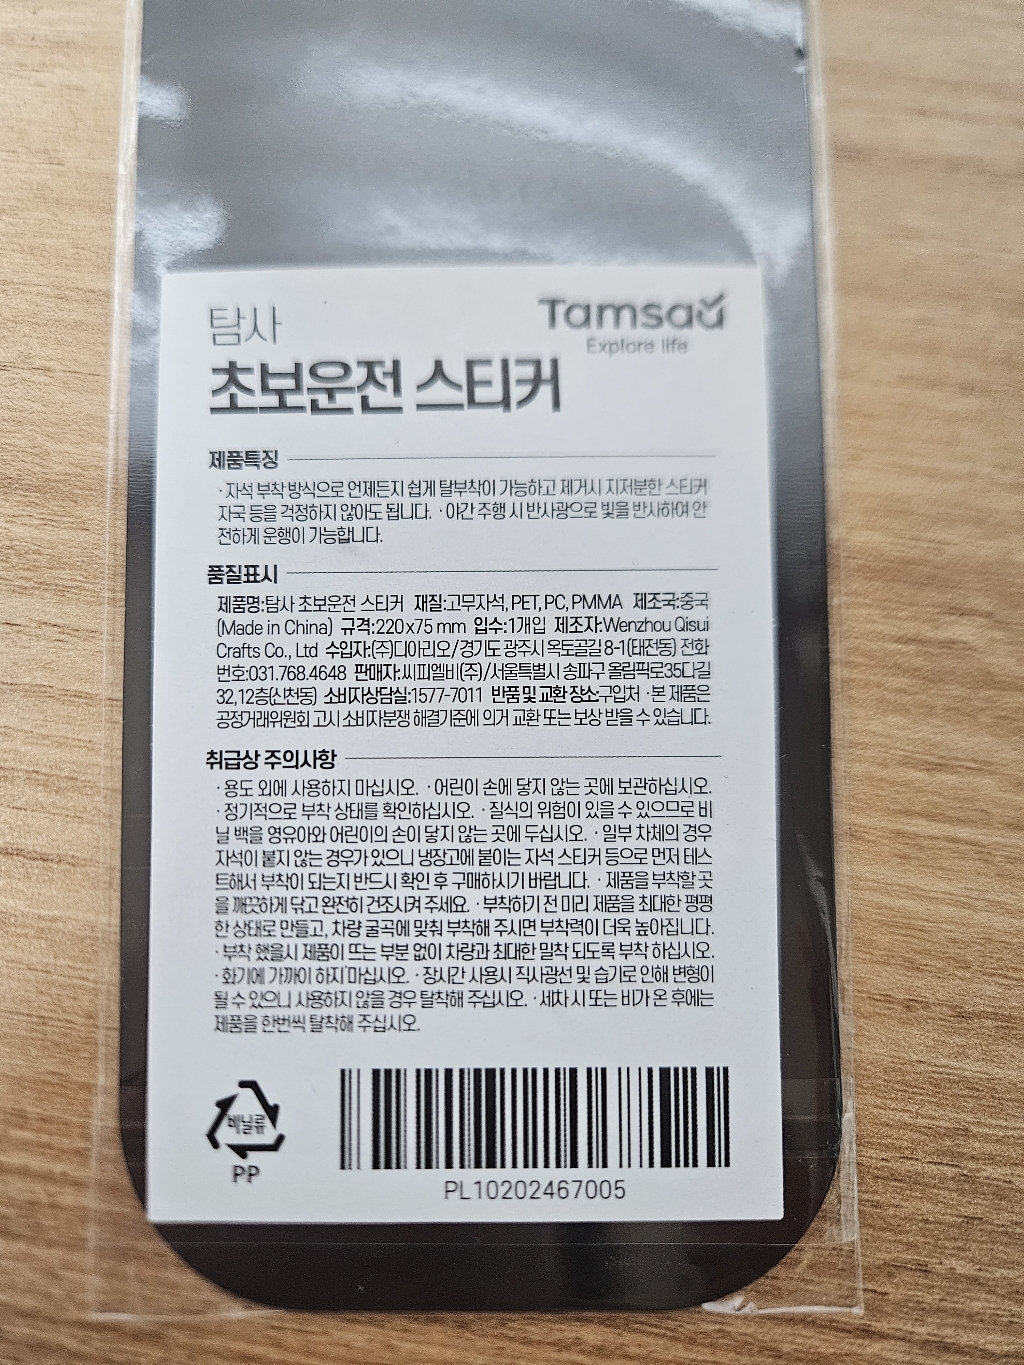 탐사
Tamsaa
Explore life
초보운전 스티커
제품특징
·자석 부착 방식으로 언제든지 쉽게 탈부착이 가능하고 제거시 지저분한 스티커
자국 등을 걱정하지 않아도 됩니다. ·야간 주행 시 반사광으로 빛을 반사하여 안
전하게 운행이 가능합니다.
품질표시
제품명:탐사 초보운전 스티커 재질:고무자석, PET, PC, PMMA 제조국:중국
(Made in China) 규격:220x75 mm 입수:1개입 제조자:Wenzhou Qisui
Crafts Co., Ltd 수입자:(주)디아리오/경기도 광주시 옥토골길 8-1(태전동) 전화
번호:031.768.4648 판매자:씨피엘비(주)/서울특별시 송파구 올림픽로35다길
32,12층(신천동) 소비자상담실:1577-7011 반품 및 교환 장소:구입처 ·본 제품은
공정거래위원회 고시 소비자분쟁 해결기준에 의거 교환 또는 보상 받을 수 있습니다.
취급상 주의사항
·용도 외에 사용하지 마십시오. ·어린이 손에 닿지 않는 곳에 보관하십시오.
·정기적으로 부착 상태를 확인하십시오. ·질식의 위험이 있을 수 있으므로 비
닐 백을 영유아와 어린이의 손이 닿지 않는 곳에 두십시오. ·일부 차체의 경우
자석이 붙지 않는 경우가 있으니 냉장고에 붙이는 자석 스티커 등으로 먼저 테스
트해서 부착이 되는지 반드시 확인 후 구매하시기 바랍니다. ·제품을 부착할 곳
을 깨끗하게 닦고 완전히 건조시켜 주세요. ·부착하기 전 미리 제품을 최대한 평평
한 상태로 만들고, 차량 굴곡에 맞춰 부착해 주시면 부착력이 더욱 높아집니다.
·부착 했을시 제품이 뜨는 부분 없이 차량과 최대한 밀착 되도록 부착 하십시오.
·화기에 가까이 하지 마십시오. ·장시간 사용시 직사광선 및 습기로 인해 변형이
될 수 있으니 사용하지 않을 경우 탈착해 주십시오. ·세차 시 또는 비가 온 후에는
제품을 한번씩 탈착해 주십시오.
비닐류
PP
PL10202467005